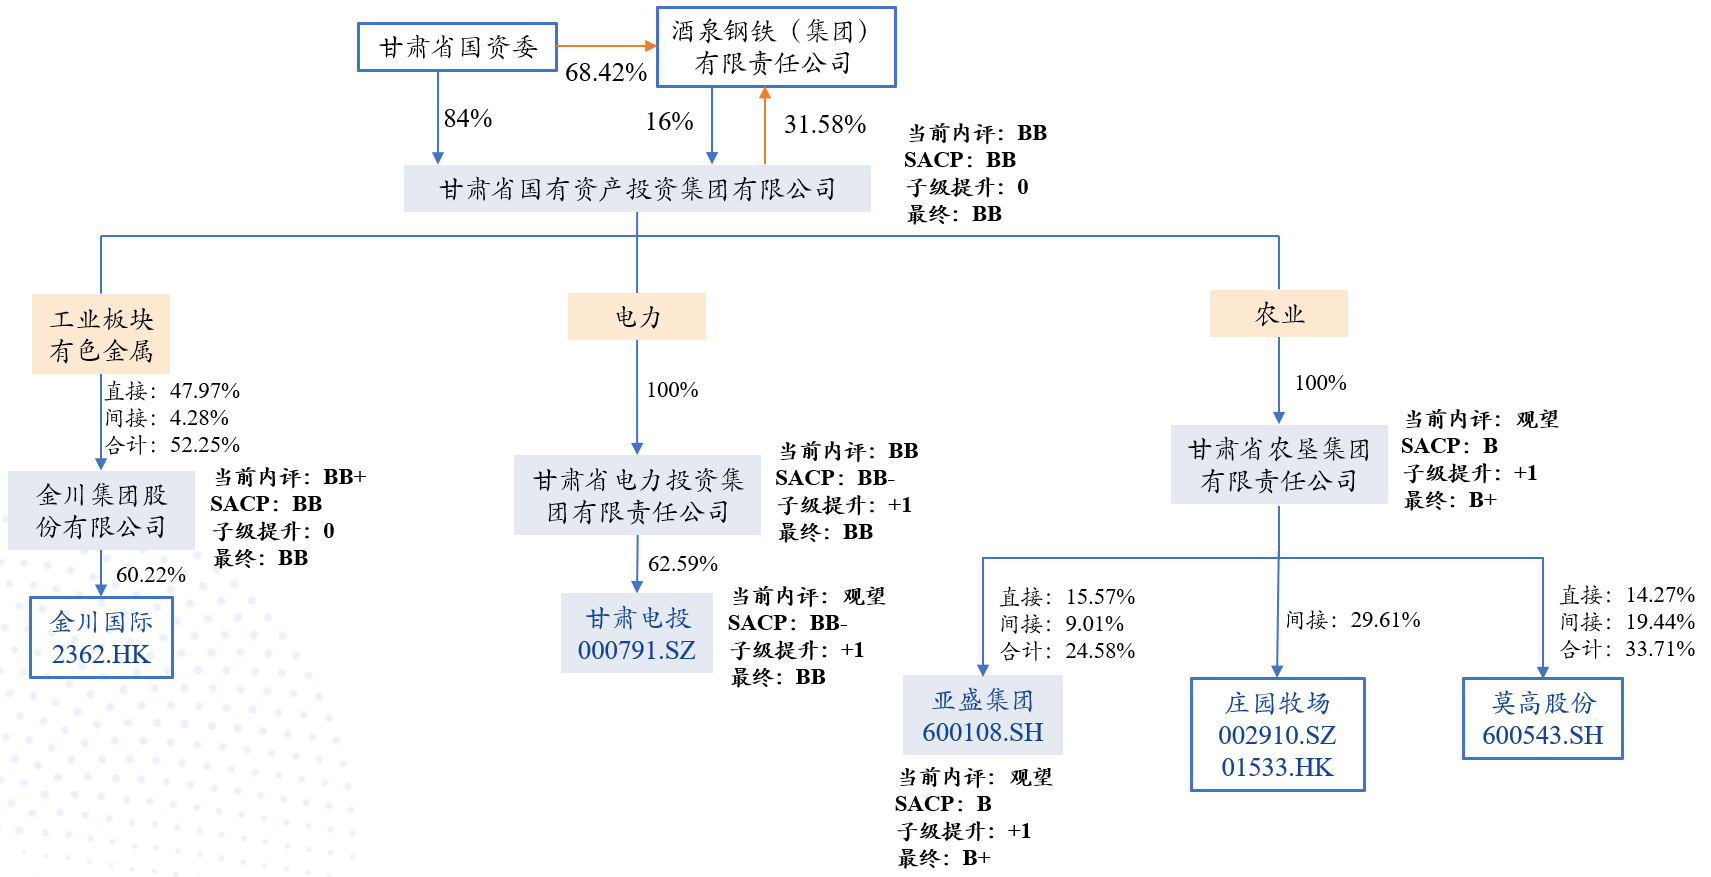 甘肃省国资委
68.42%
酒泉钢铁（集团）
有限责任公司
84%
16%
31.58%
当前内评：BB
SACP：BB
子级提升：0
最终：BB
甘肃省国有资产投资集团有限公司
工业板块
有色金属
电力
农业
直接：47.97%
间接：4.28%
合计：52.25%
100%
100%
金川集团股
份有限公司
当前内评：BB+
SACP：BB
子级提升：0
最终：BB
甘肃省电力投资集
团有限责任公司
当前内评：BB
SACP：BB-
子级提升：+1
最终：BB
甘肃省农垦集团
有限责任公司
当前内评：观望
SACP：B
子级提升：+1
最终：B+
60.22%
金川国际
2362.HK
62.59%
甘肃电投
000791.SZ
当前内评：观望
SACP：BB-
子级提升：+1
最终：BB
直接：15.57%
间接：9.01%
合计：24.58%
间接：29.61%
直接：14.27%
间接：19.44%
合计：33.71%
亚盛集团
600108.SH
当前内评：观望
SACP：B
子级提升：+1
最终：B+
庄园牧场
002910.SZ
01533.HK
莫高股份
600543.SH